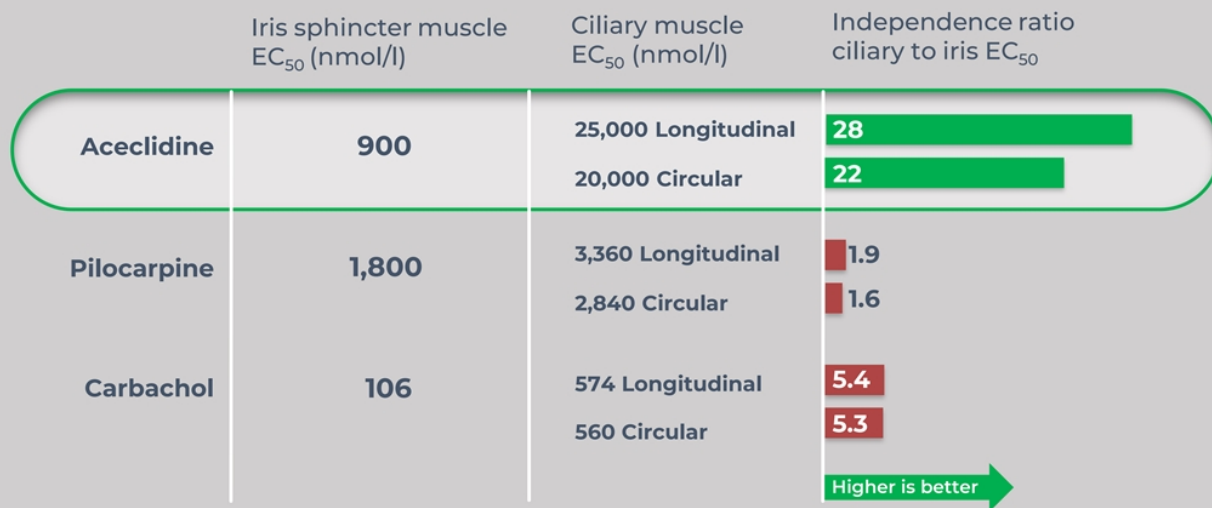 Iris sphincter muscle
EC50 (nmol/l)
Ciliary muscle
EC50 (nmol/l)
Independence ratio
ciliary to iris EC50
Aceclidine
900
25,000 Longitudinal
28
20,000 Circular
22
Pilocarpine
1,800
3,360 Longitudinal
1.9
2,840 Circular
1.6
Carbachol
106
574 Longitudinal
5.4
560 Circular
5.3
Higher is better